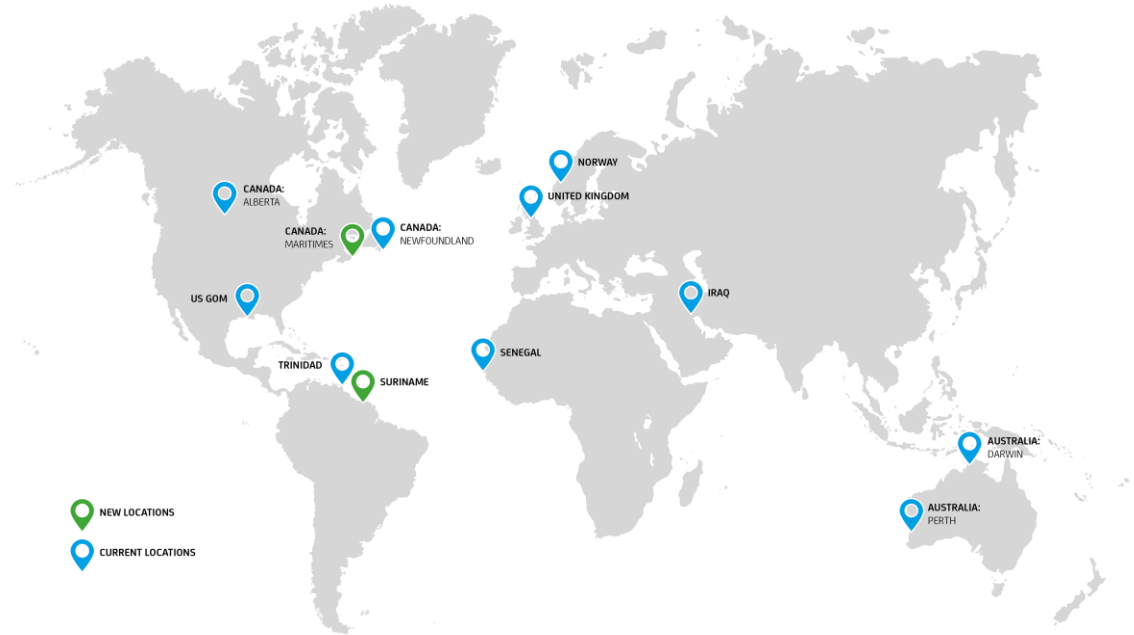 NORWAY
CANADA:
ALBERTA
UNITED KINGDOM
CANADA:
MARITIMES
CANADA:
NEWFOUNDLAND
US GOM
IRAQ
SENEGAL
TRINIDAD
SURINAME
AUSTRALIA:
DARWIN
AUSTRALIA:
PERTH
NEW LOCATIONS
CURRENT LOCATIONS